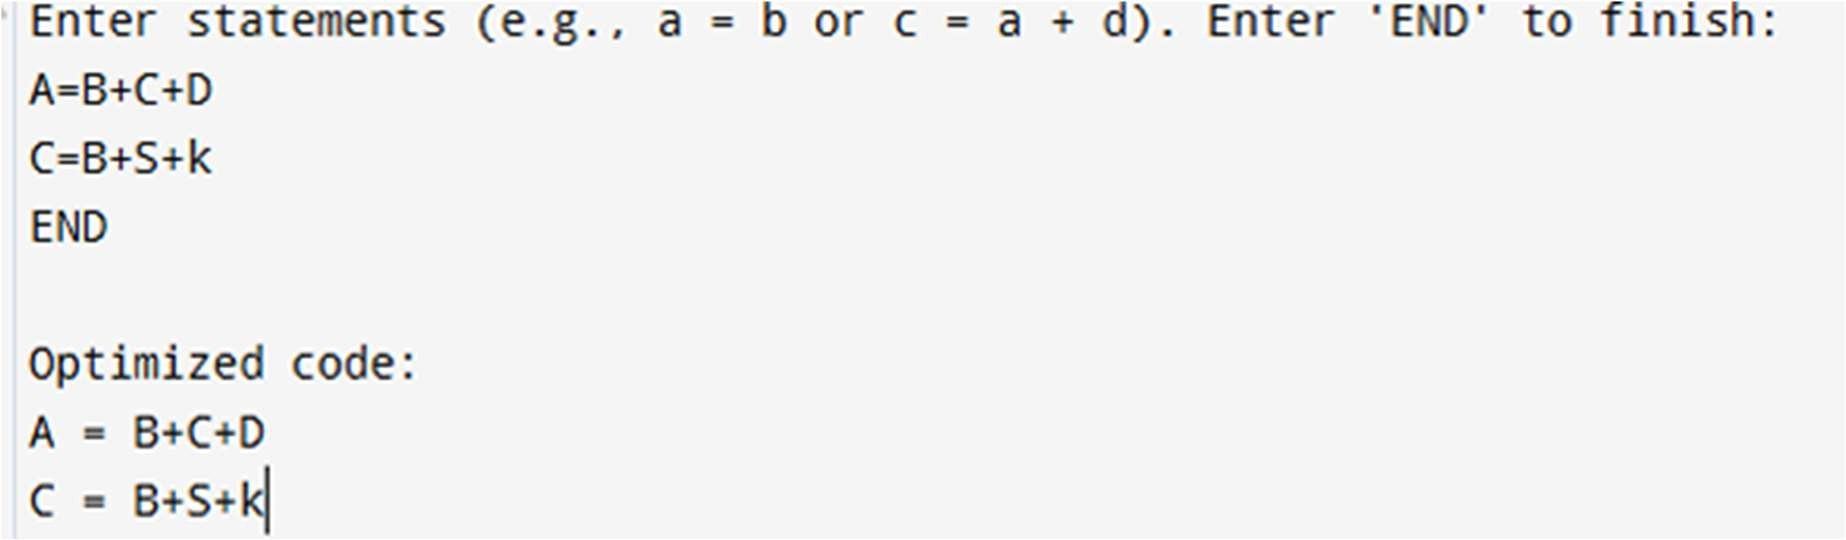 Enter statements (e.g., a = b or c = a + d). Enter 'END' to finish:
A=B+C+D
C=B+S+k
END
Optimized code:
A = B+C+D
C = B+S+k